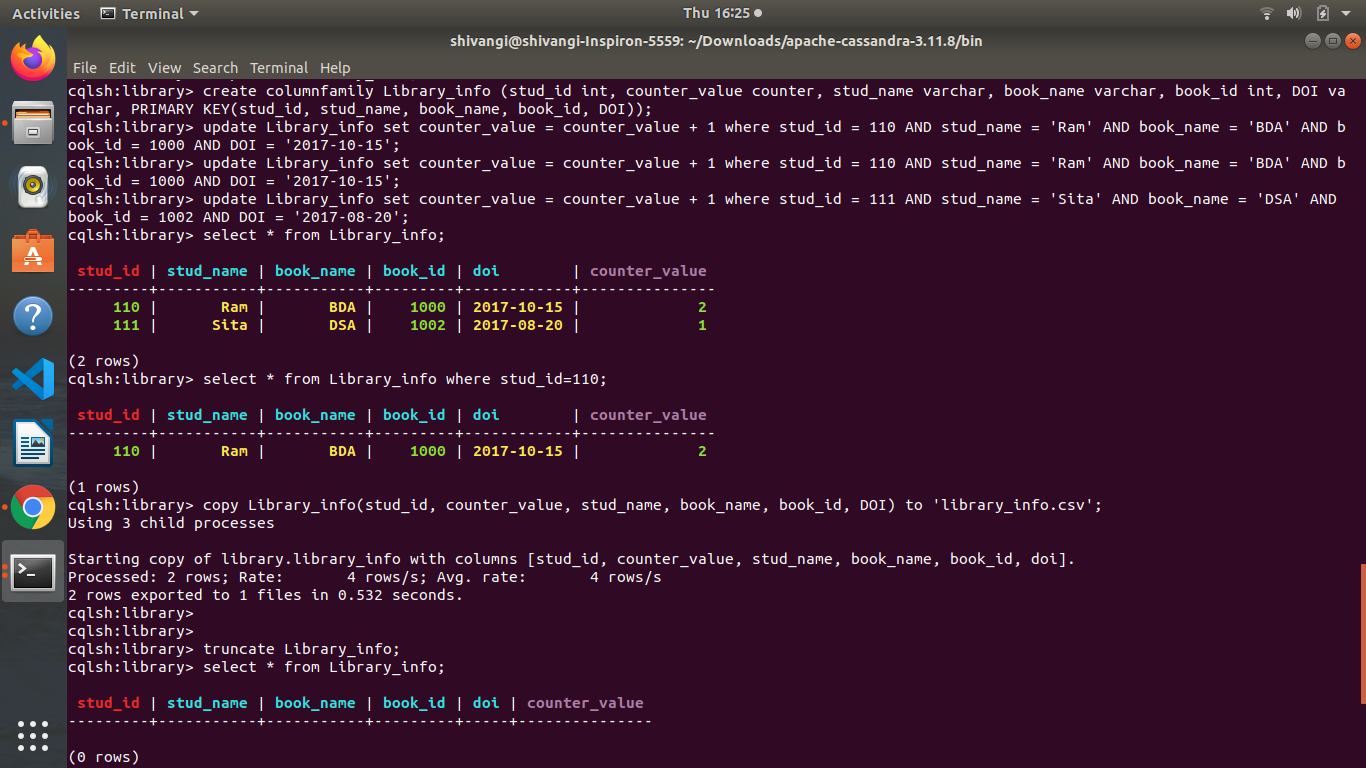 Activities Terminal Thu 16:25
shivangi@shivangi-Inspiron-5559: ~/Downloads/apache-cassandra-3.11.8/bin
File Edit View Search Terminal Help
cqlsh:library> create columnfamily Library_info (stud_id int, counter_value counter, stud_name varchar, book_name varchar, book_id int, DOI va
rchar, PRIMARY KEY(stud_id, stud_name, book_name, book_id, DOI));
cqlsh:library> update Library_info set counter_value = counter_value + 1 where stud_id = 110 AND stud_name = 'Ram' AND book_name = 'BDA' AND b
ook_id = 1000 AND DOI = '2017-10-15';
cqlsh:library> update Library_info set counter_value = counter_value + 1 where stud_id = 110 AND stud_name = 'Ram' AND book_name = 'BDA' AND b
ook_id = 1000 AND DOI = '2017-10-15';
cqlsh:library> update Library_info set counter_value = counter_value + 1 where stud_id = 111 AND stud_name = 'Sita' AND book_name = 'DSA' AND
book_id = 1002 AND DOI = '2017-08-20';
cqlsh:library> select * from Library_info;
 stud_id | stud_name | book_name | book_id | doi        | counter_value
---------+-----------+-----------+---------+------------+---------------
     110 |       Ram |       BDA |    1000 | 2017-10-15 |             2
     111 |      Sita |       DSA |    1002 | 2017-08-20 |             1
(2 rows)
cqlsh:library> select * from Library_info where stud_id=110;
 stud_id | stud_name | book_name | book_id | doi        | counter_value
---------+-----------+-----------+---------+------------+---------------
     110 |       Ram |       BDA |    1000 | 2017-10-15 |             2
(1 rows)
cqlsh:library> copy Library_info(stud_id, counter_value, stud_name, book_name, book_id, DOI) to 'library_info.csv';
Using 3 child processes
Starting copy of library.library_info with columns [stud_id, counter_value, stud_name, book_name, book_id, doi].
Processed: 2 rows; Rate:       4 rows/s; Avg. rate:       4 rows/s
2 rows exported to 1 files in 0.532 seconds.
cqlsh:library>
cqlsh:library>
cqlsh:library> truncate Library_info;
cqlsh:library> select * from Library_info;
 stud_id | stud_name | book_name | book_id | doi | counter_value
---------+-----------+-----------+---------+-----+---------------
(0 rows)